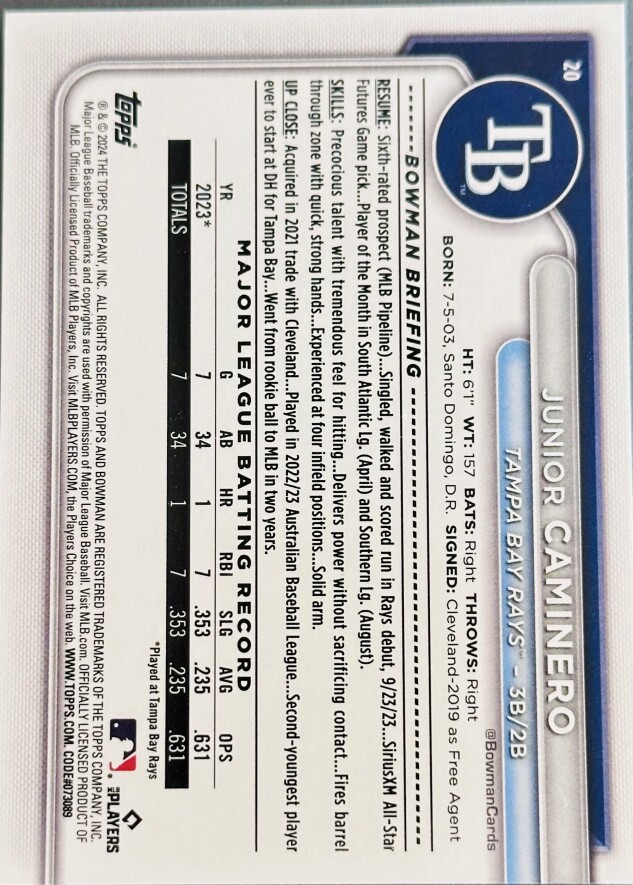 20
TB™
JUNIOR CAMINERO
TAMPA BAY RAYS™ – 3B/2B
@BowmanCards
HT: 6'1" WT: 157 BATS: Right THROWS: Right
BORN: 7-5-03, Santo Domingo, D.R. SIGNED: Cleveland-2019 as Free Agent
BOWMAN BRIEFING
RESUME: Sixth-rated prospect (MLB Pipeline)...Singled, walked and scored run in Rays debut, 9/23/23...SiriusXM All-Star
Futures Game pick...Player of the Month in South Atlantic Lg. (April) and Southern Lg. (August).
SKILLS: Precocious talent with tremendous feel for hitting...Delivers power without sacrificing contact...Fires barrel
through zone with quick, strong hands...Experienced at four infield positions...Solid arm.
UP CLOSE: Acquired in 2021 trade with Cleveland...Played in 2022/23 Australian Baseball League...Second-youngest player
ever to start at DH for Tampa Bay...Went from rookie ball to MLB in two years.
MAJOR LEAGUE BATTING RECORD
YR G AB HR RBI SLG AVG OPS
2023* 7 34 1 7 .353 .235 .631
TOTALS 7 34 1 7 .353 .235 .631
*Played at Tampa Bay Rays
topps®
MLB PLAYERS
® & © 2024 THE TOPPS COMPANY, INC. ALL RIGHTS RESERVED. TOPPS AND BOWMAN ARE REGISTERED TRADEMARKS OF THE TOPPS COMPANY, INC.
Major League Baseball trademarks and copyrights are used with permission of Major League Baseball. Visit MLB.com. OFFICIALLY LICENSED PRODUCT OF
MLB. Officially Licensed Product of MLB Players, Inc. Visit MLBPLAYERS.COM, the Players Choice on the web. WWW.TOPPS.COM. CODE#073089